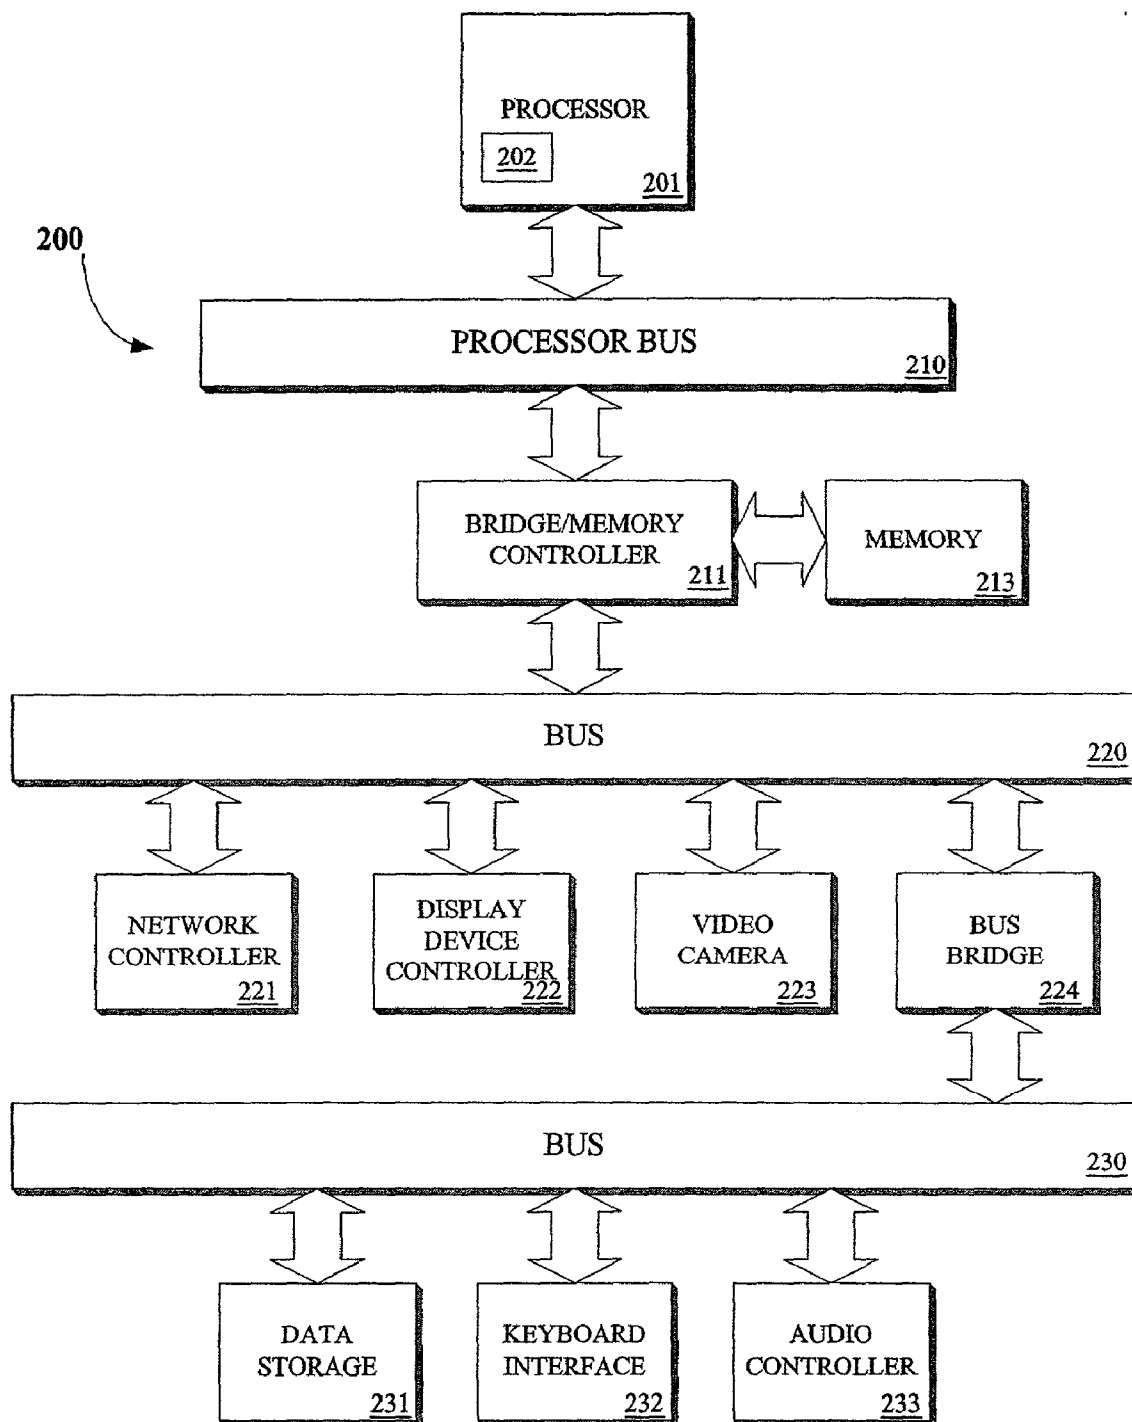 PROCESSOR
202
201
200
PROCESSOR BUS
210
BRIDGE/MEMORY
CONTROLLER
211
MEMORY
213
BUS
220
NETWORK
CONTROLLER
221
DISPLAY
DEVICE
CONTROLLER
222
VIDEO
CAMERA
223
BUS
BRIDGE
224
BUS
230
DATA
STORAGE
231
KEYBOARD
INTERFACE
232
AUDIO
CONTROLLER
233